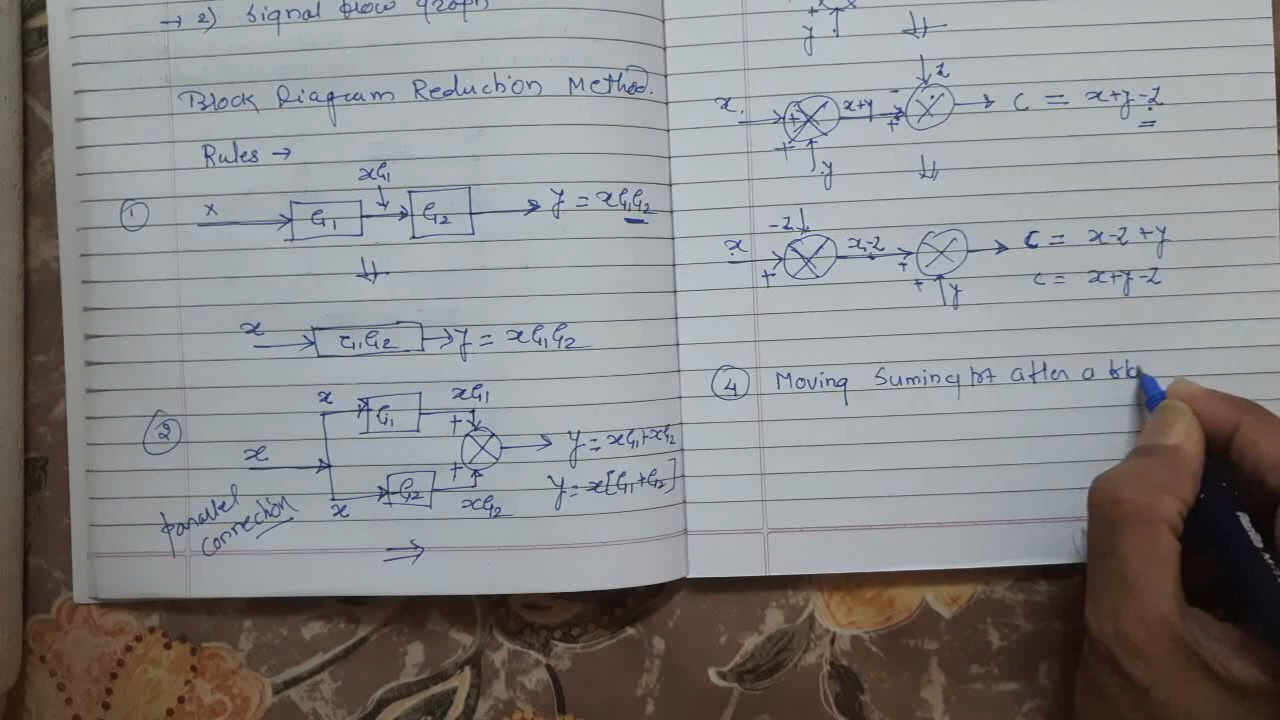 → 2) Signal flow graph
Block Diagram Reduction Method.
Rules →
① x G1 xG1 G2 y = xG1G2
x G1G2 y = xG1G2
② x x G1 xG1 + y = xG1+xG2
x G2 xG2 + y = x[G1+G2]
parallel
connection
⇒
+ x
y
x + x+y + - z C = x+y-z
+ y
x + -z x-z + C = x-z+y
+ y C = x+y-z
④ Moving Suming pt after a blo